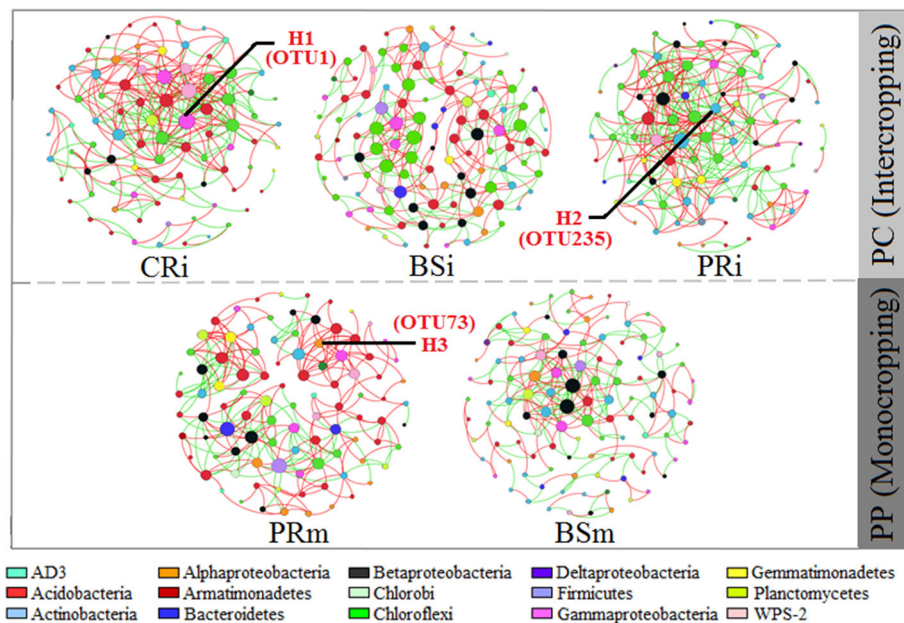 H1
(OTU1)
H2
(OTU235)
CRi
BSi
PRi
PC (Intercropping)
(OTU73)
H3
PRm
BSm
PP (Monocropping)
AD3
Alphaproteobacteria
Betaproteobacteria
Deltaproteobacteria
Gemmatimonadetes
Acidobacteria
Armatimonadetes
Chlorobi
Firmicutes
Planctomycetes
Actinobacteria
Bacteroidetes
Chloroflexi
Gammaproteobacteria
WPS-2